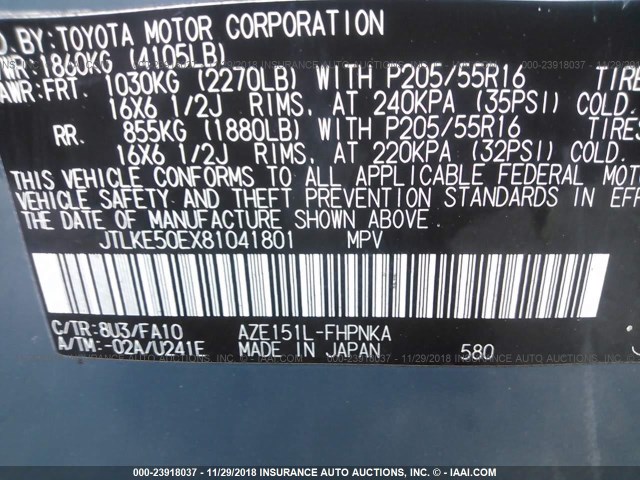 D. BY: TOYOTA MOTOR CORPORATION
WR: 1860KG (4105LB)
AWR: FRT 1030KG (2270LB) WITH P205/55R16 TIRE
16X6 1/2J RIMS, AT 240KPA (35PSI) COLD.
RR. 855KG (1880LB) WITH P205/55R16 TIRES
16X6 1/2J RIMS, AT 220KPA (32PSI) COLD.
THIS VEHICLE CONFORMS TO ALL APPLICABLE FEDERAL MOT
VEHICLE SAFETY AND THEFT PREVENTION STANDARDS IN EFF
THE DATE OF MANUFACTURE SHOWN ABOVE.
JTLKE50EX81041801 MPV
C/TR: 8U3/FA10 AZE151L-FHPNKA
A/TM: -02A/U241E MADE IN JAPAN 580
000-23918037 - 11/29/2018 INSURANCE AUTO AUCTIONS, INC. - IAAI.COM